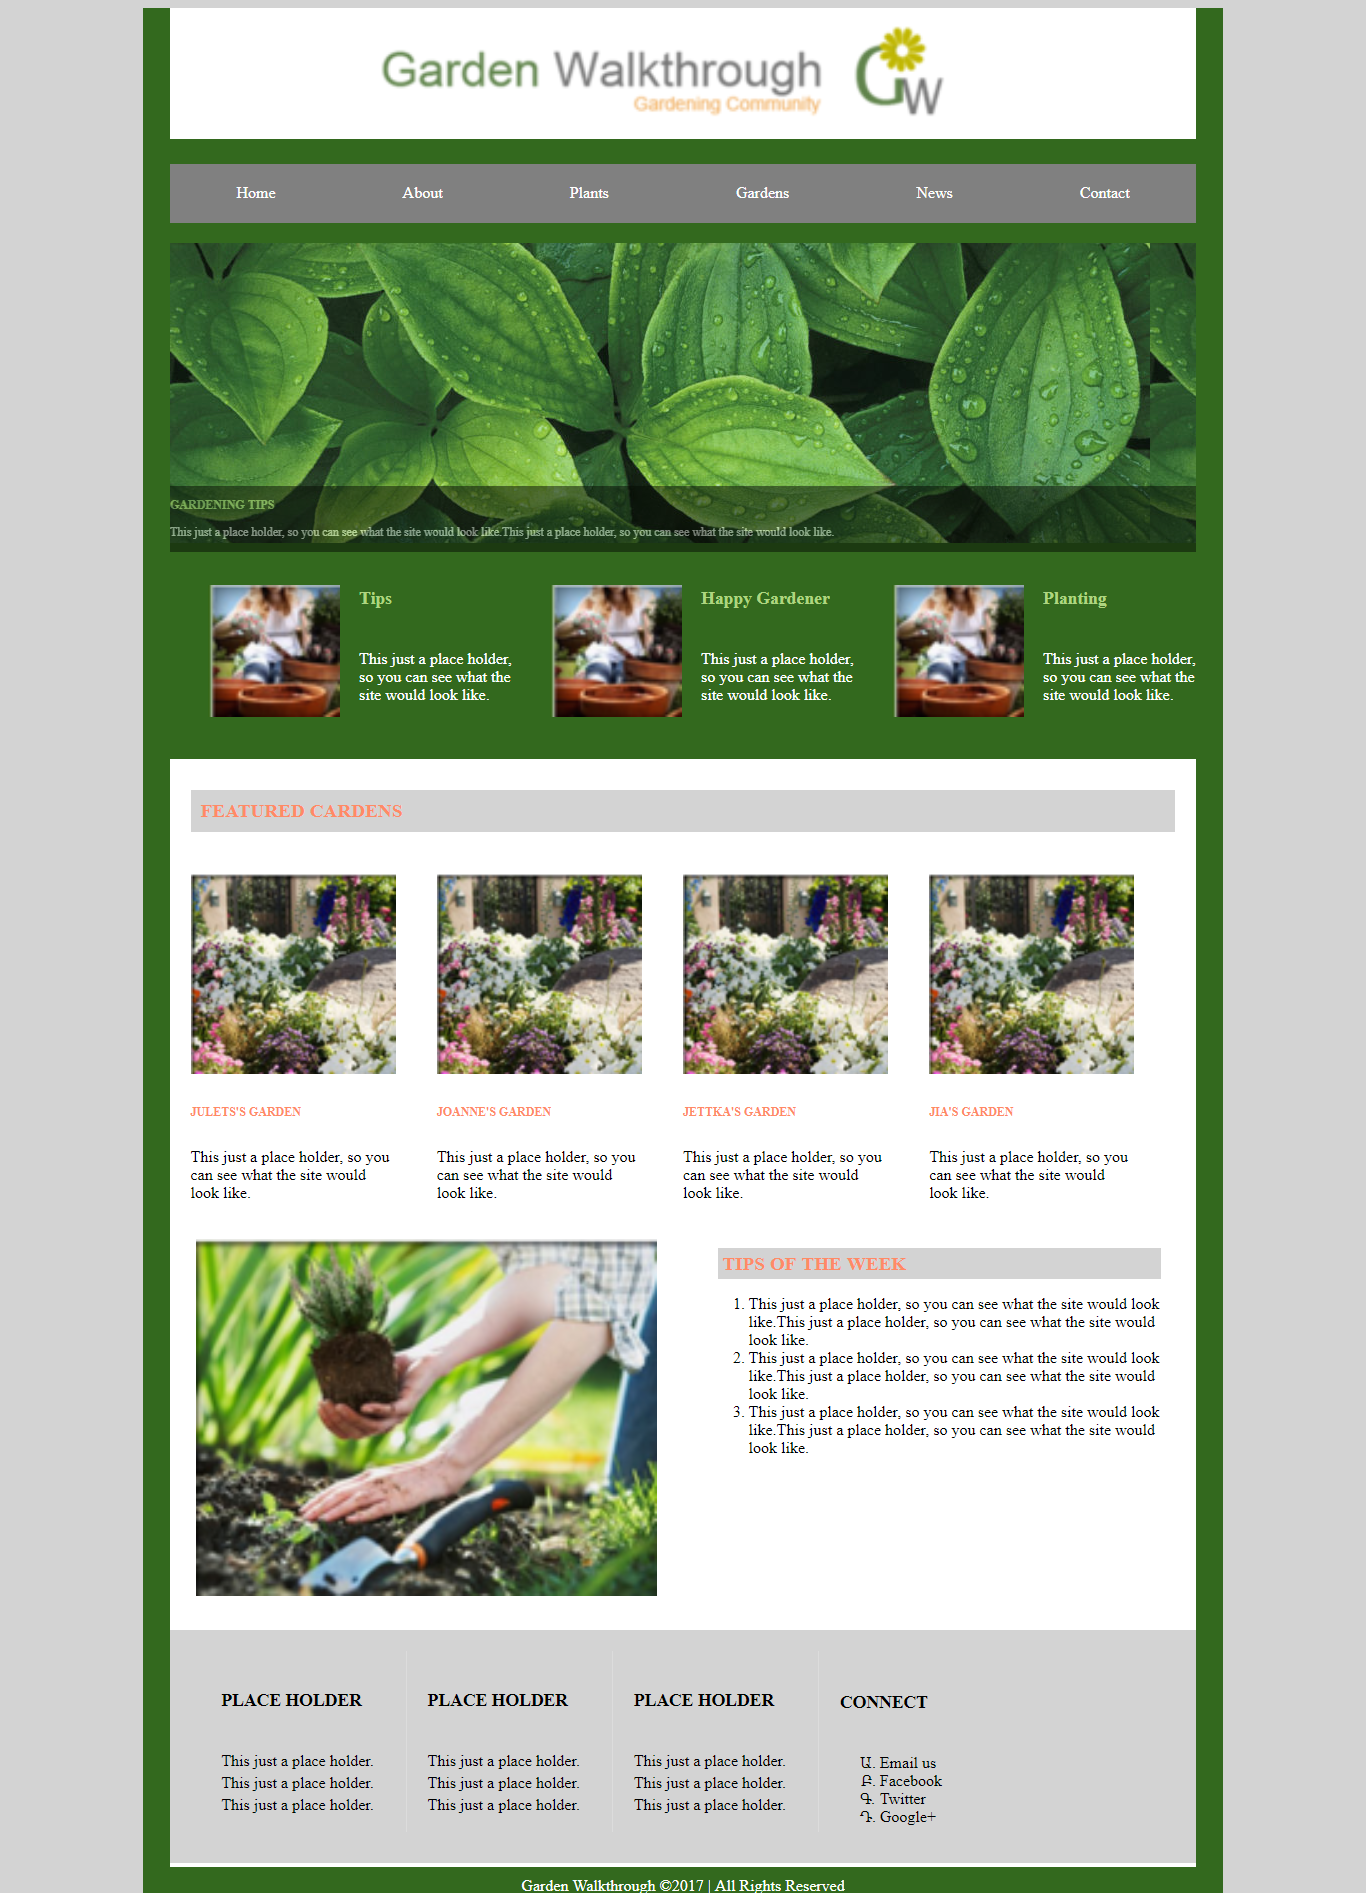 Garden Walkthrough
Gardening Community
GW
Home About Plants Gardens News Contact
GARDENING TIPS
This just a place holder, so you can see what the site would look like.This just a place holder, so you can see what the site would look like.
Tips
This just a place holder,
so you can see what the
site would look like.
Happy Gardener
This just a place holder,
so you can see what the
site would look like.
Planting
This just a place holder,
so you can see what the
site would look like.
FEATURED CARDENS
JULETS'S GARDEN
This just a place holder, so you
can see what the site would
look like.
JOANNE'S GARDEN
This just a place holder, so you
can see what the site would
look like.
JETTKA'S GARDEN
This just a place holder, so you
can see what the site would
look like.
JIA'S GARDEN
This just a place holder, so you
can see what the site would
look like.
TIPS OF THE WEEK
1. This just a place holder, so you can see what the site would look
like.This just a place holder, so you can see what the site would
look like.
2. This just a place holder, so you can see what the site would look
like.This just a place holder, so you can see what the site would
look like.
3. This just a place holder, so you can see what the site would look
like.This just a place holder, so you can see what the site would
look like.
PLACE HOLDER
This just a place holder.
This just a place holder.
This just a place holder.
PLACE HOLDER
This just a place holder.
This just a place holder.
This just a place holder.
PLACE HOLDER
This just a place holder.
This just a place holder.
This just a place holder.
CONNECT
Ա. Email us
Բ. Facebook
Գ. Twitter
Դ. Google+
Garden Walkthrough ©2017 | All Rights Reserved